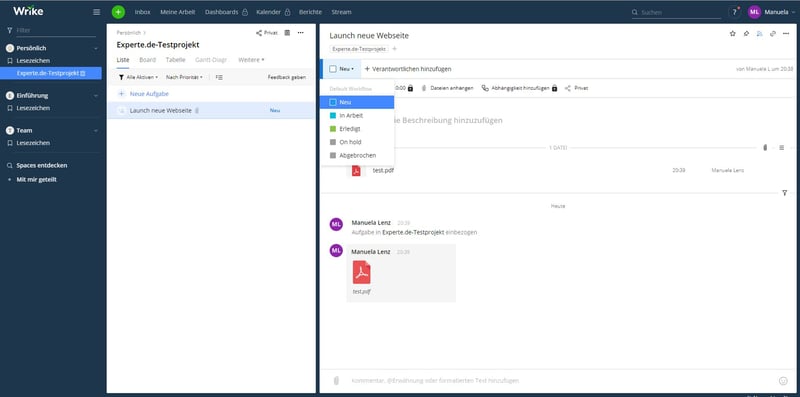 Wrike
Inbox Meine Arbeit Dashboards Kalender Berichte Stream
Suchen
?
ML Manuela
Filter
Persönlich
Lesezeichen
Experte.de-Testprojekt
Einführung
Lesezeichen
Team
Lesezeichen
Spaces entdecken
Mit mir geteilt
Persönlich
Privat
Experte.de-Testprojekt
Liste Board Tabelle Gantt-Diagr Weitere
Alle Aktiven Nach Priorität Feedback geben
Neue Aufgabe
Launch neue Webseite Neu
Launch neue Webseite
Experte.de-Testprojekt +
Neu + Verantwortlichen hinzufügen von Manuela L um 20:38
Default Workflow
Neu
In Arbeit
Erledigt
On hold
Abgebrochen
0:00 Dateien anhängen Abhängigkeit hinzufügen Privat
ie Beschreibung hinzuzufügen
1 DATEI
test.pdf 20:39 Manuela Lenz
Heute
ML Manuela Lenz 20:39
Aufgabe in Experte.de-Testprojekt einbezogen
ML Manuela Lenz 20:39
test.pdf
Kommentar, @Erwähnung oder formatierten Text hinzufügen